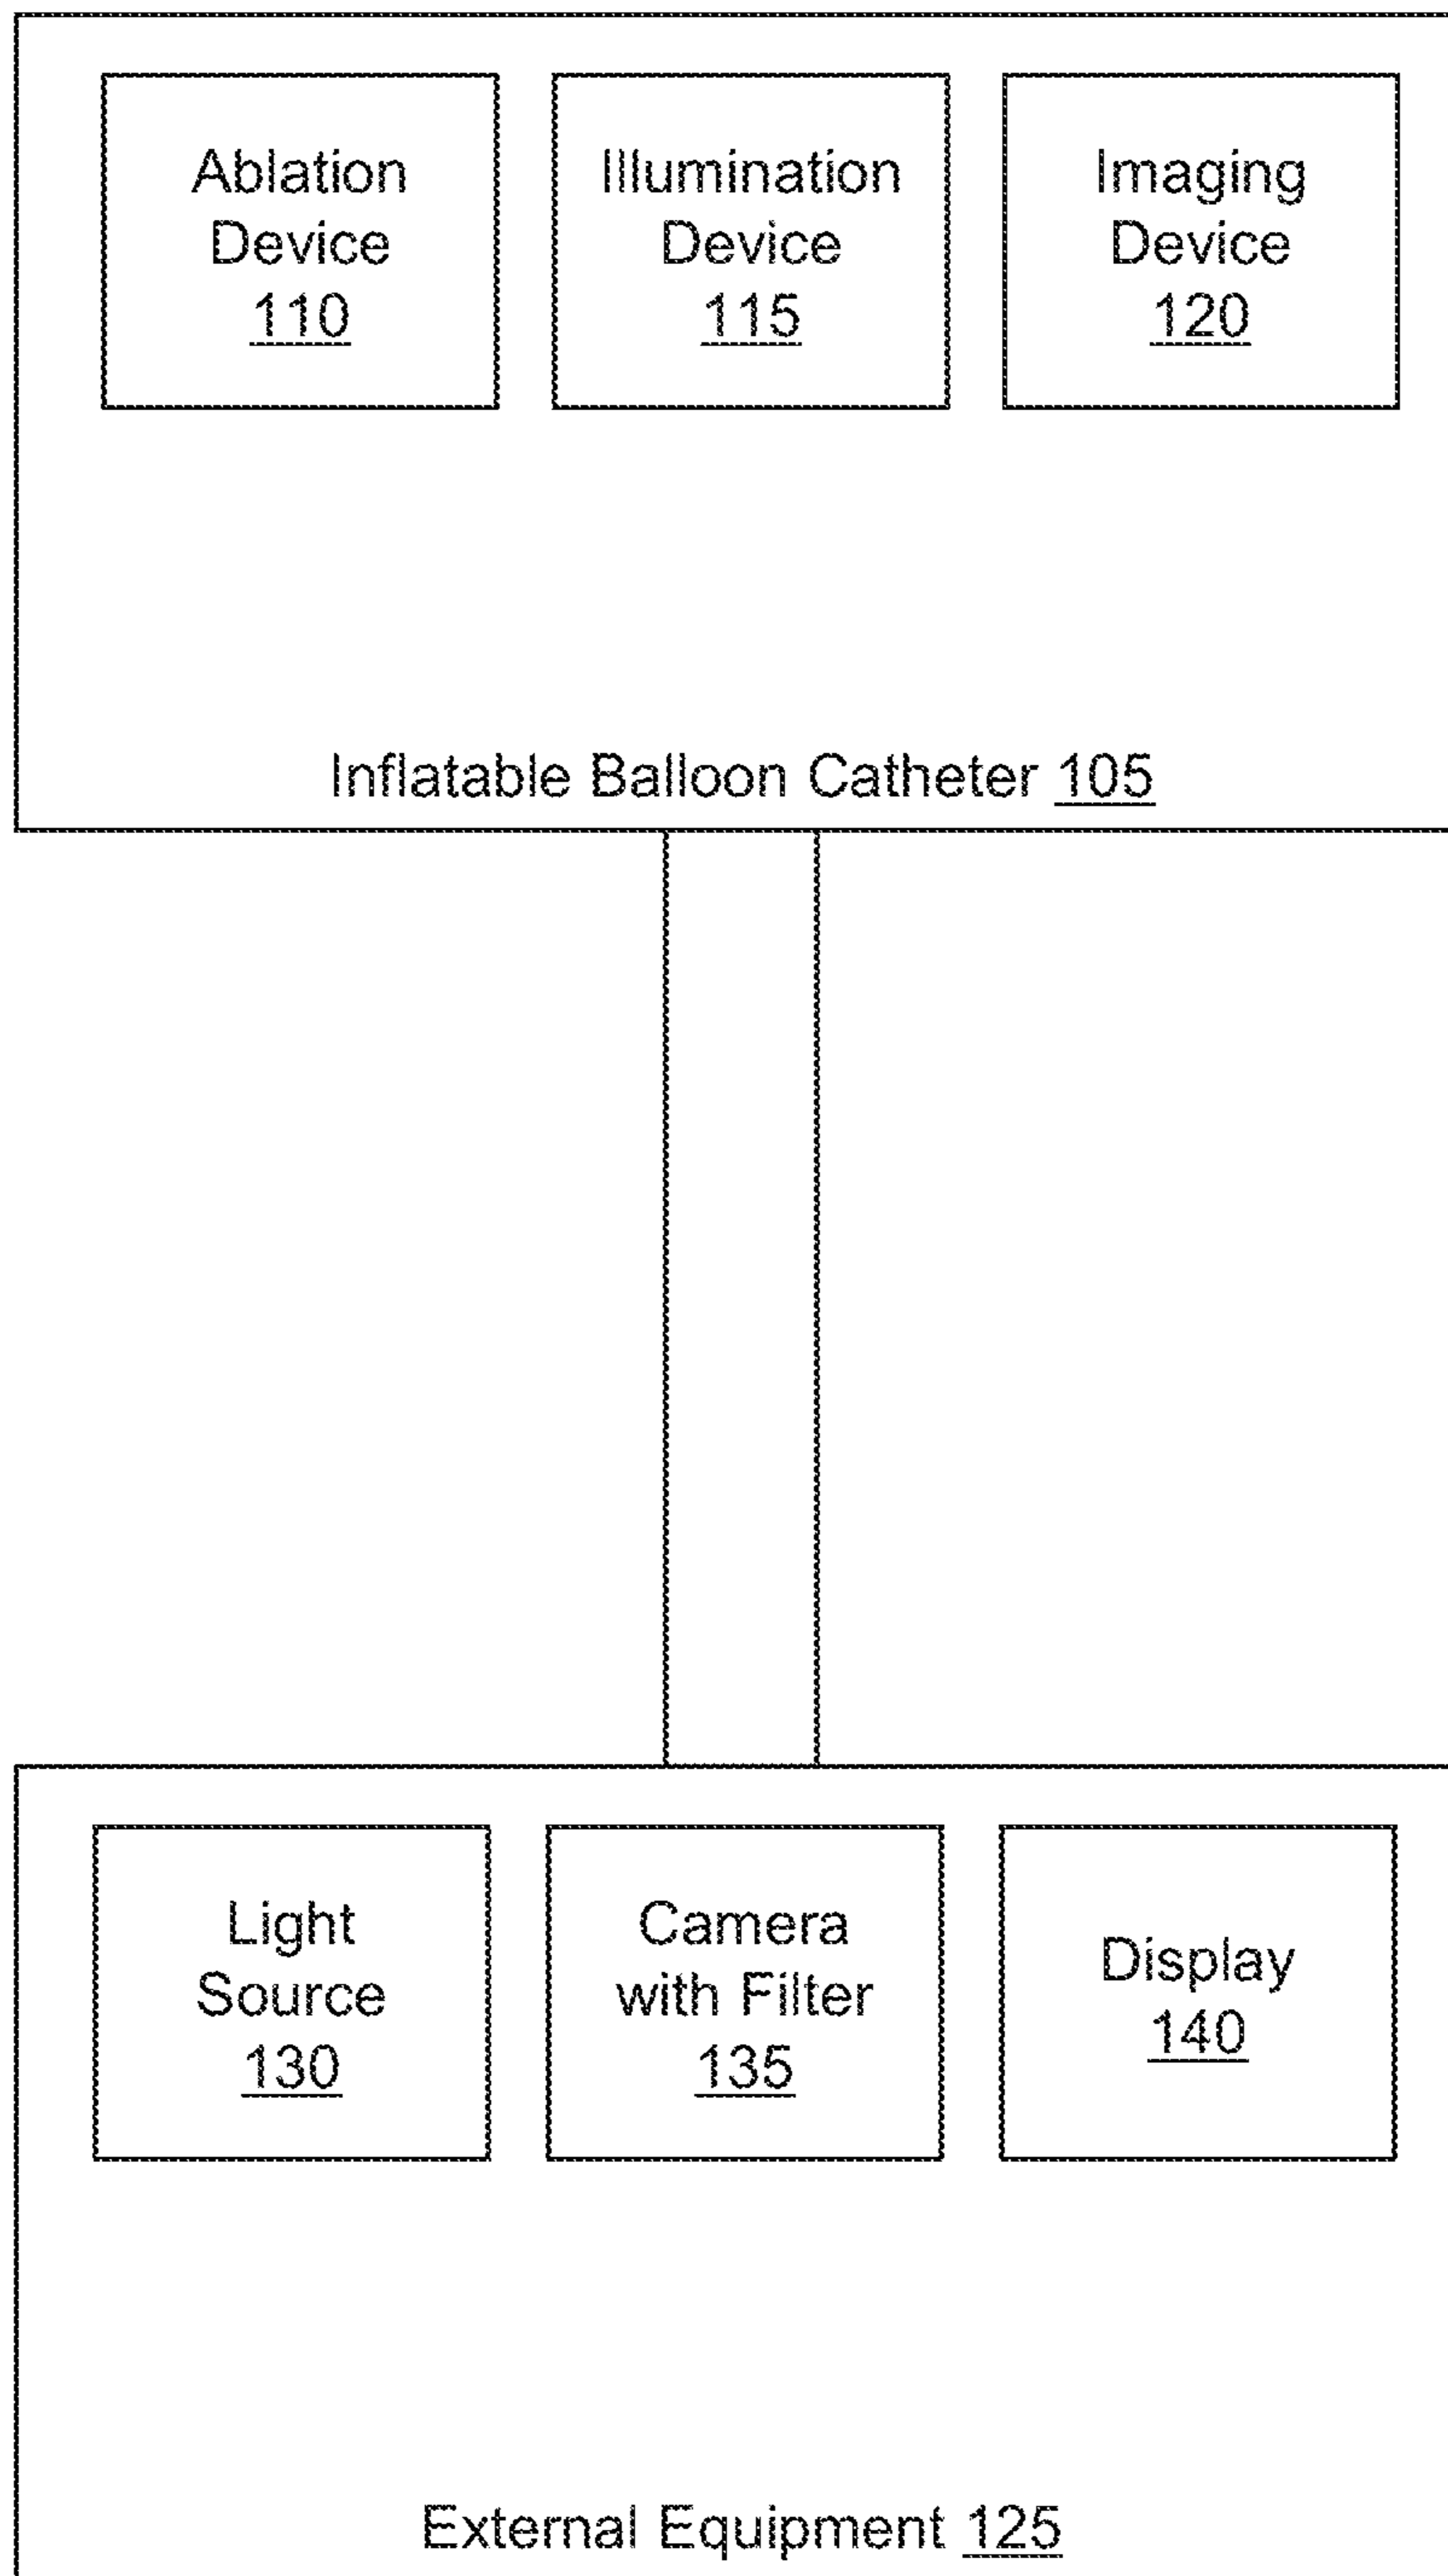 Ablation
Device
110
Illumination
Device
115
Imaging
Device
120
Inflatable Balloon Catheter 105
Light
Source
130
Camera
with Filter
135
Display
140
External Equipment 125